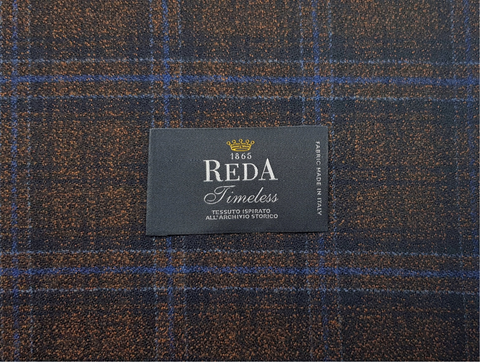 1865
REDA
Timeless
TESSUTO ISPIRATO
ALL'ARCHIVIO STORICO
FABRIC MADE IN ITALY